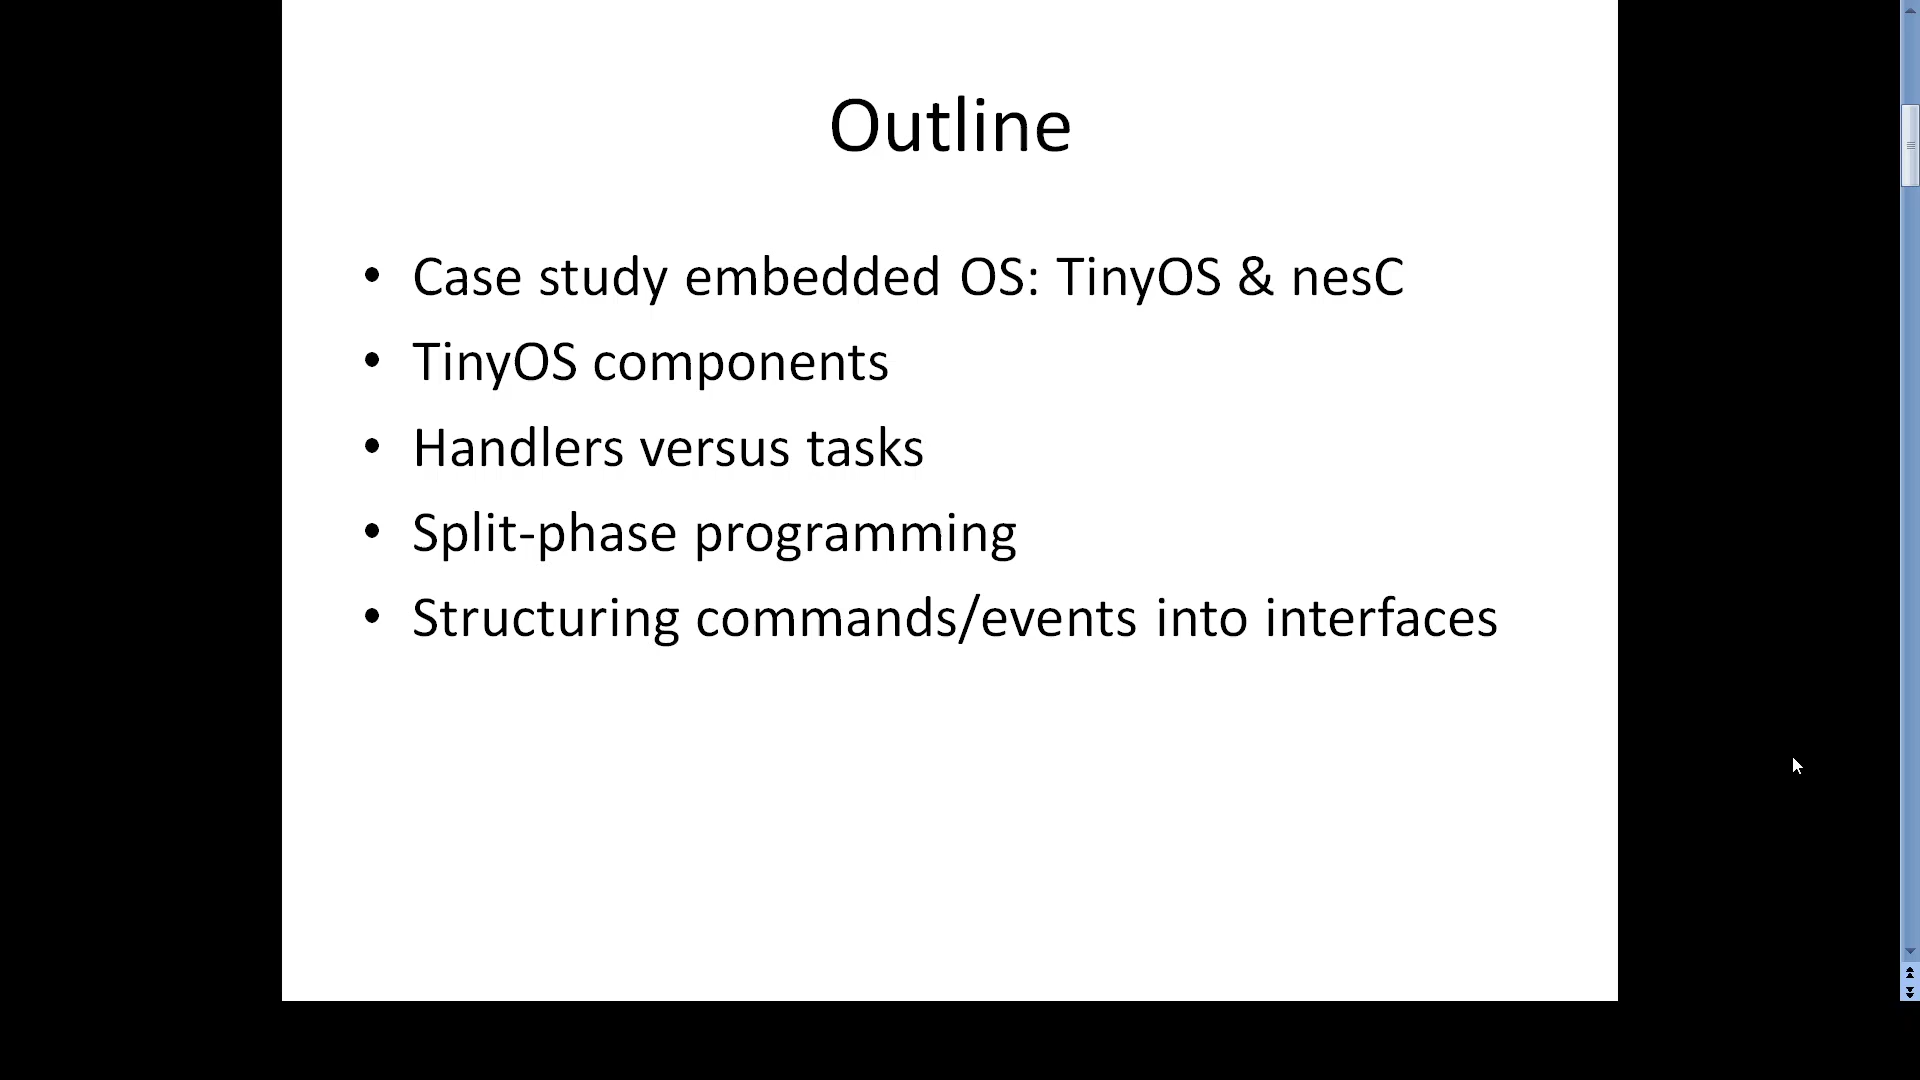 Outline
• Case study embedded OS: TinyOS & nesC
• TinyOS components
• Handlers versus tasks
• Split-phase programming
• Structuring commands/events into interfaces